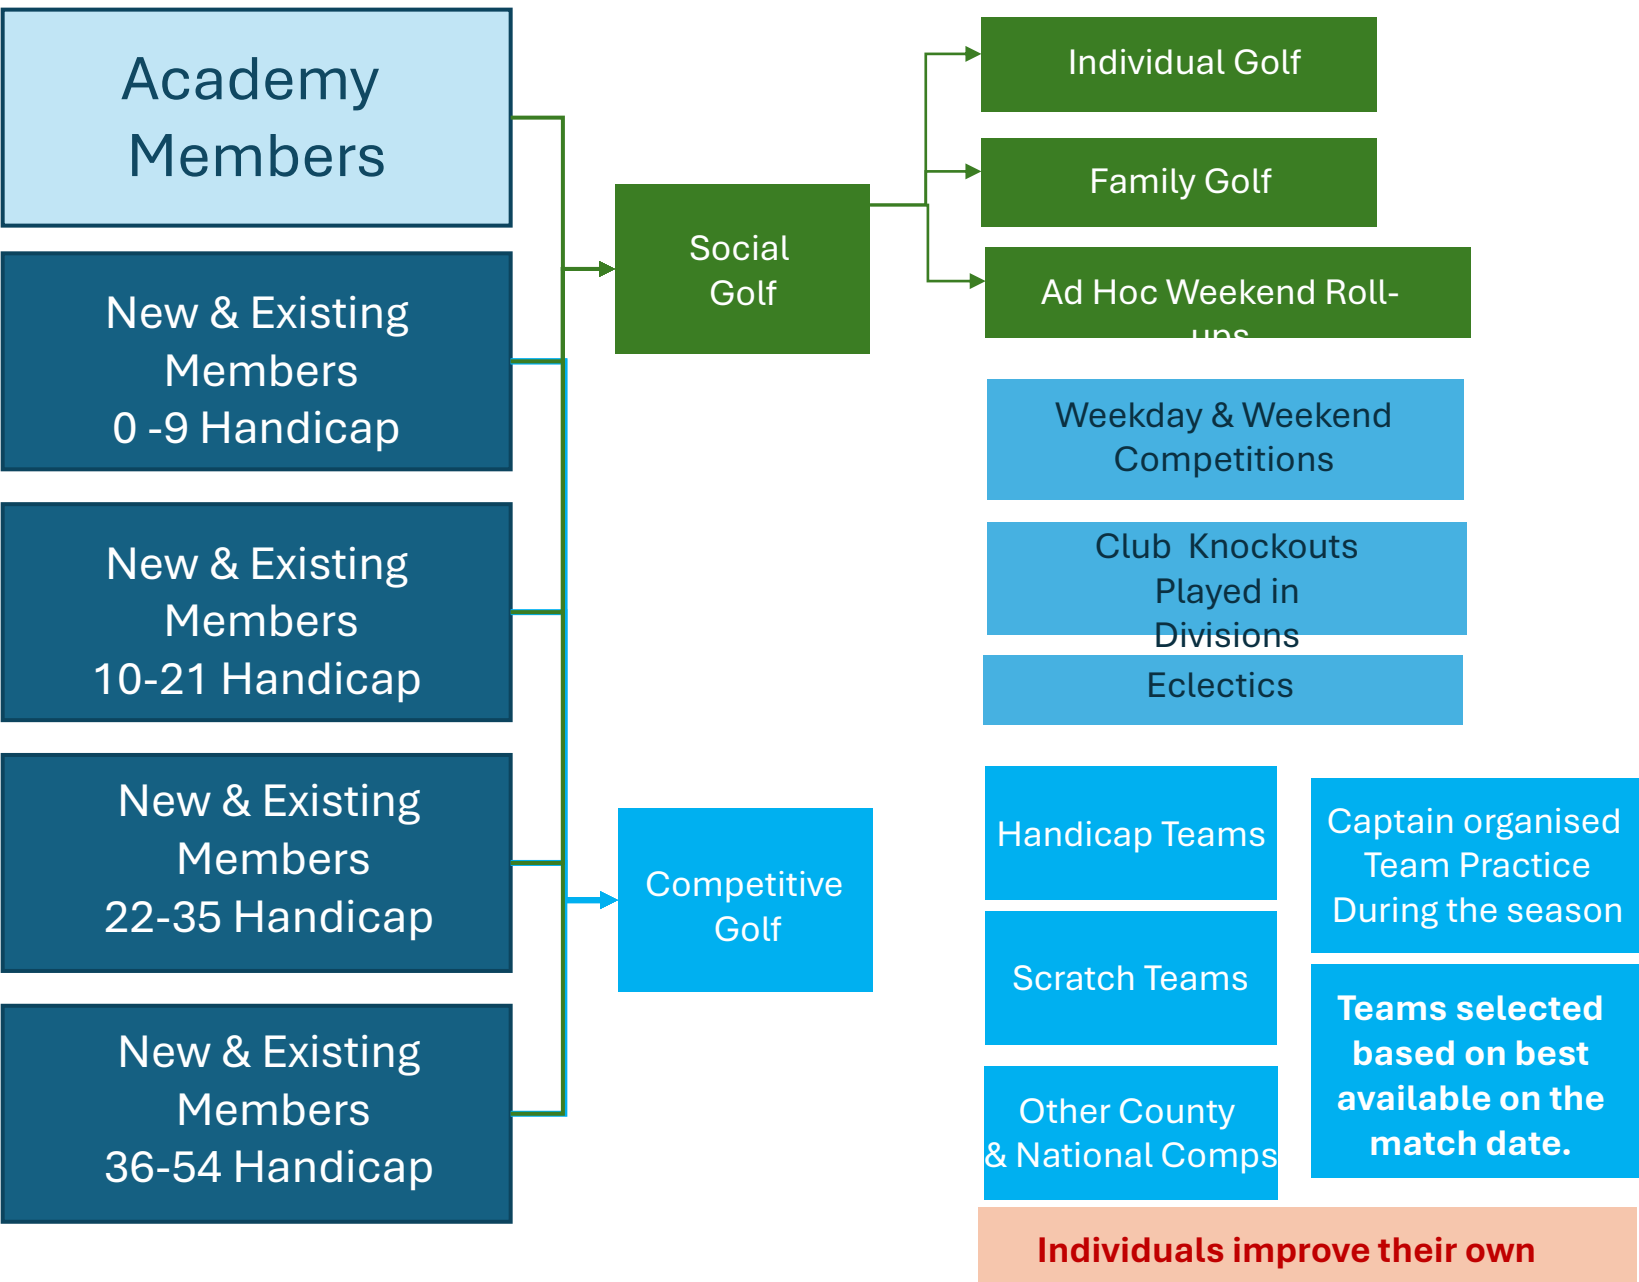 Academy
Members
New & Existing
Members
0 -9 Handicap
New & Existing
Members
10-21 Handicap
New & Existing
Members
22-35 Handicap
New & Existing
Members
36-54 Handicap
Social
Golf
Competitive
Golf
Individual Golf
Family Golf
Ad Hoc Weekend Roll-
ups
Weekday & Weekend
Competitions
Club  Knockouts
Played in
Divisions
Eclectics
Handicap Teams
Scratch Teams
Other County
& National Comps
Captain organised
Team Practice
During the season
Teams selected
based on best
available on the
match date.
Individuals improve their own